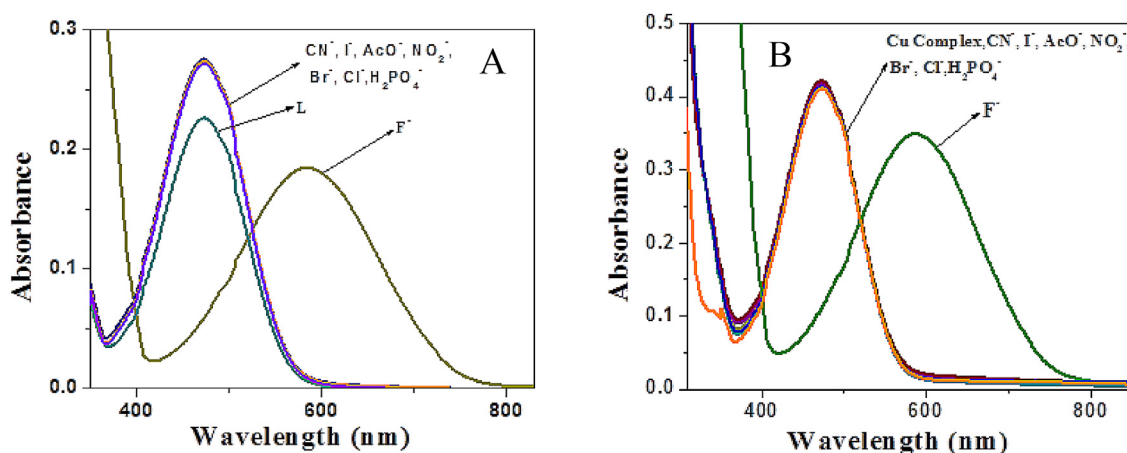 A
CN⁻, I⁻, AcO⁻, NO₂⁻,
Br⁻, Cl⁻,H₂PO₄⁻
L
F⁻
0.3
0.2
0.1
0.0
400 600 800
Absorbance
Wavelength (nm)
B
Cu Complex,CN⁻, I⁻, AcO⁻, NO₂⁻
Br⁻, Cl⁻,H₂PO₄⁻
F⁻
0.5
0.4
0.3
0.2
0.1
0.0
400 600 800
Absorbance
Wavelength (nm)